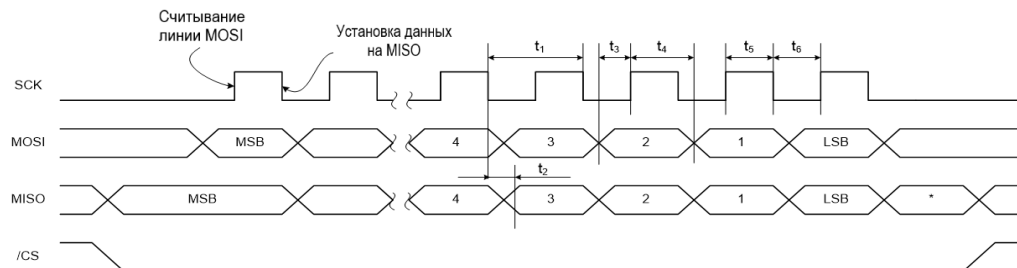 Считывание
линии MOSI
Установка данных
на MISO
t1
t3
t4
t5
t6
SCK
MOSI
MSB
4
3
2
1
LSB
t2
MISO
MSB
4
3
2
1
LSB
*
/CS